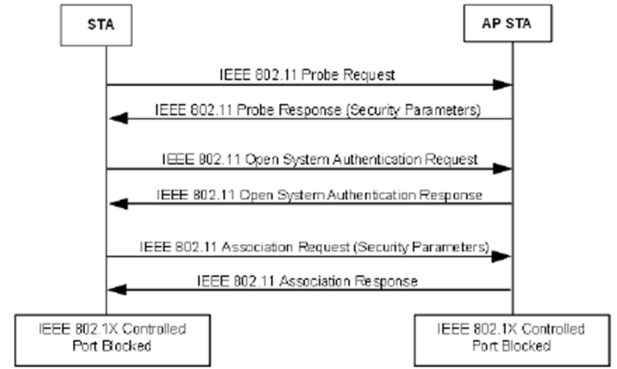 STA
AP STA
IEEE 802.11 Probe Request
IEEE 802.11 Probe Response (Security Parameters)
IEEE 802.11 Open System Authentication Request
IEEE 802.11 Open System Authentication Response
IEEE 802.11 Association Request (Security Parameters)
IEEE 802.11 Association Response
IEEE 802.1X Controlled
Port Blocked
IEEE 802.1X Controlled
Port Blocked